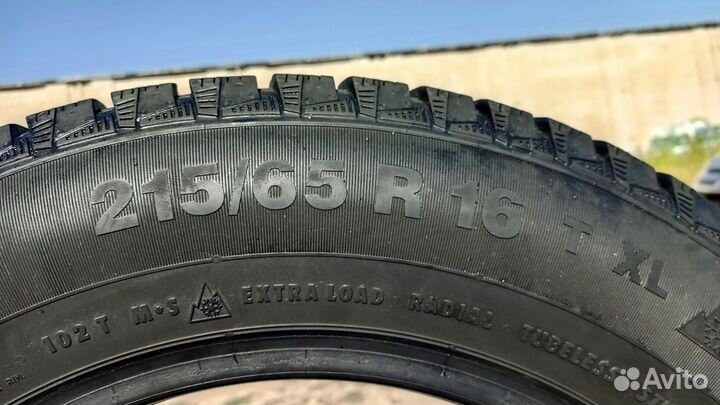 215/65 R 16 T XL
102 T M•S EXTRA LOAD RADIAL TUBELESS
Avito